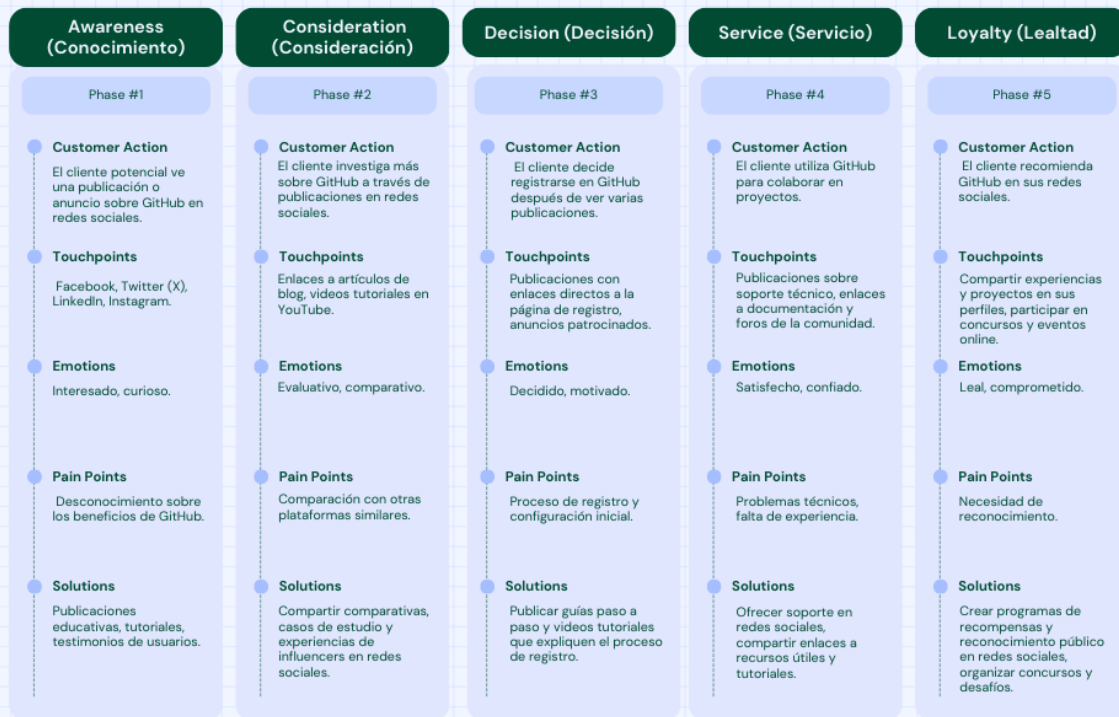 Awareness
(Conocimiento)
Phase #1
Customer Action
El cliente potencial ve
una publicación o
anuncio sobre GitHub en
redes sociales.
Touchpoints
Facebook, Twitter (X),
LinkedIn, Instagram.
Emotions
Interesado, curioso.
Pain Points
Desconocimiento sobre
los beneficios de GitHub.
Solutions
Publicaciones
educativas, tutoriales,
testimonios de usuarios.
Consideration
(Consideración)
Phase #2
Customer Action
El cliente investiga más
sobre GitHub a través de
publicaciones en redes
sociales.
Touchpoints
Enlaces a artículos de
blog, videos tutoriales en
YouTube.
Emotions
Evaluativo, comparativo.
Pain Points
Comparación con otras
plataformas similares.
Solutions
Compartir comparativas,
casos de estudio y
experiencias de
influencers en redes
sociales.
Decision (Decisión)
Phase #3
Customer Action
El cliente decide
registrarse en GitHub
después de ver varias
publicaciones.
Touchpoints
Publicaciones con
enlaces directos a la
página de registro,
anuncios patrocinados.
Emotions
Decidido, motivado.
Pain Points
Proceso de registro y
configuración inicial.
Solutions
Publicar guías paso a
paso y videos tutoriales
que expliquen el proceso
de registro.
Service (Servicio)
Phase #4
Customer Action
El cliente utiliza GitHub
para colaborar en
proyectos.
Touchpoints
Publicaciones sobre
soporte técnico, enlaces
a documentación y
foros de la comunidad.
Emotions
Satisfecho, confiado.
Pain Points
Problemas técnicos,
falta de experiencia.
Solutions
Ofrecer soporte en
redes sociales,
compartir enlaces a
recursos útiles y
tutoriales.
Loyalty (Lealtad)
Phase #5
Customer Action
El cliente recomienda
GitHub en sus redes
sociales.
Touchpoints
Compartir experiencias
y proyectos en sus
perfiles, participar en
concursos y eventos
online.
Emotions
Leal, comprometido.
Pain Points
Necesidad de
reconocimiento.
Solutions
Crear programas de
recompensas y
reconocimiento público
en redes sociales,
organizar concursos y
desafíos.